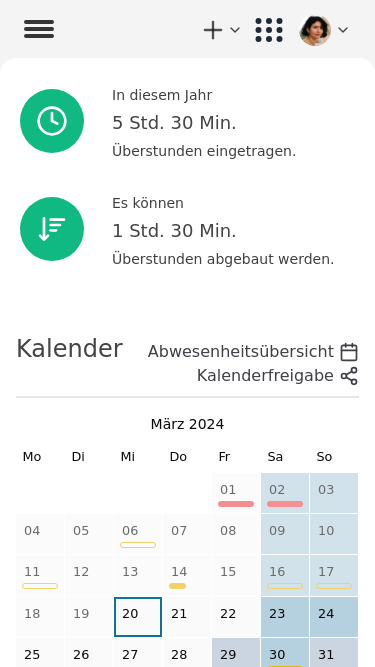 In diesem Jahr
5 Std. 30 Min.
Überstunden eingetragen.
Es können
1 Std. 30 Min.
Überstunden abgebaut werden.
Kalender
Abwesenheitsübersicht
Kalenderfreigabe
März 2024
Mo Di Mi Do Fr Sa So
01 02 03
04 05 06 07 08 09 10
11 12 13 14 15 16 17
18 19 20 21 22 23 24
25 26 27 28 29 30 31